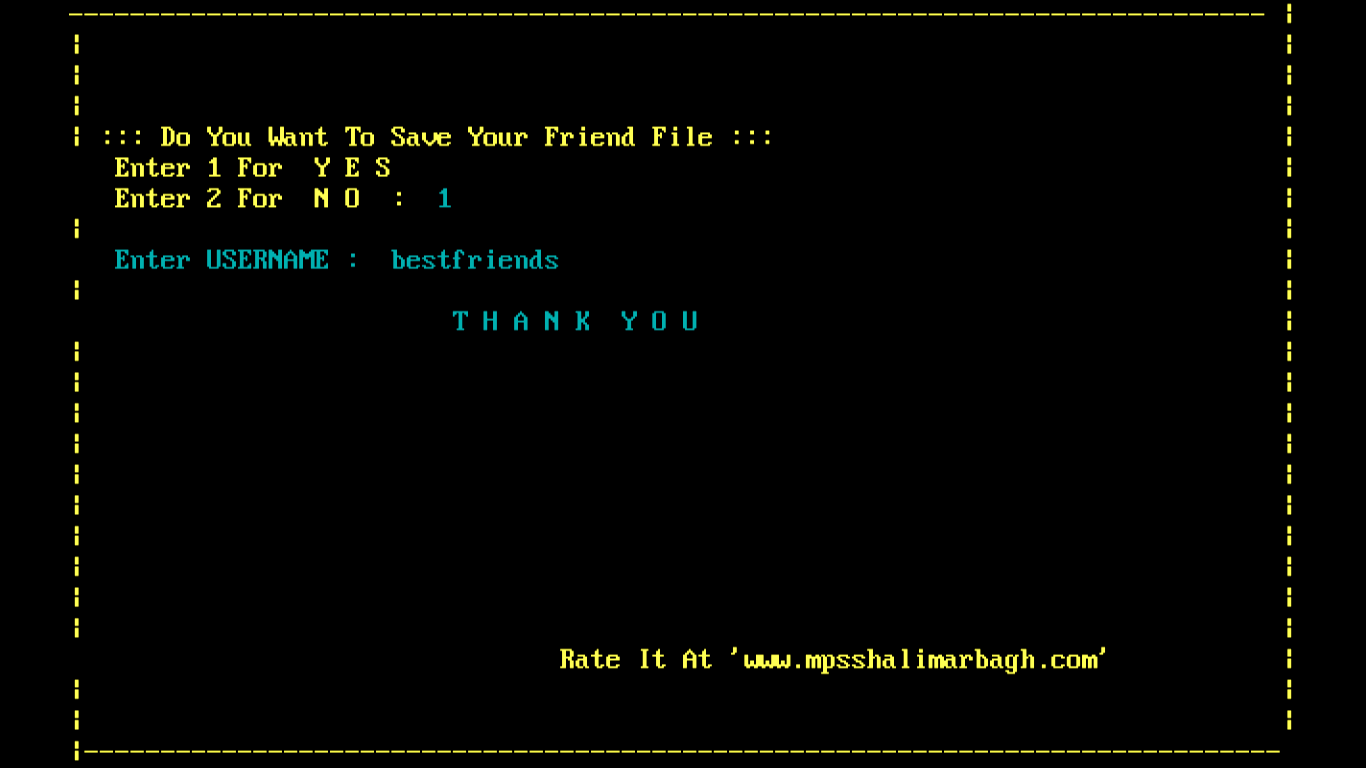 ::: Do You Want To Save Your Friend File :::
Enter 1 For Y E S
Enter 2 For N O : 1
Enter USERNAME : bestfriends
T H A N K Y O U
Rate It At 'www.mpsshalimarbagh.com'